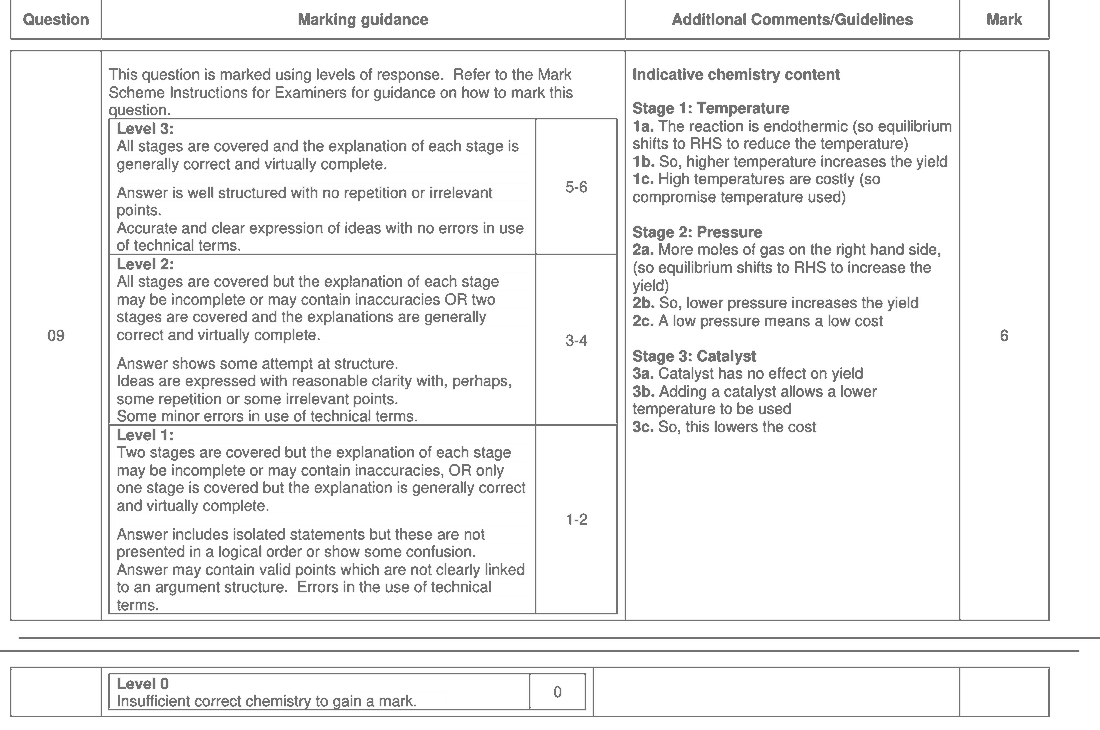 Question Marking guidance Additional Comments/Guidelines Mark
09
This question is marked using levels of response. Refer to the Mark
Scheme Instructions for Examiners for guidance on how to mark this
question.
Level 3:
All stages are covered and the explanation of each stage is
generally correct and virtually complete.
Answer is well structured with no repetition or irrelevant
points.
Accurate and clear expression of ideas with no errors in use
of technical terms.
5-6
Level 2:
All stages are covered but the explanation of each stage
may be incomplete or may contain inaccuracies OR two
stages are covered and the explanations are generally
correct and virtually complete.
Answer shows some attempt at structure.
Ideas are expressed with reasonable clarity with, perhaps,
some repetition or some irrelevant points.
Some minor errors in use of technical terms.
3-4
Level 1:
Two stages are covered but the explanation of each stage
may be incomplete or may contain inaccuracies, OR only
one stage is covered but the explanation is generally correct
and virtually complete.
Answer includes isolated statements but these are not
presented in a logical order or show some confusion.
Answer may contain valid points which are not clearly linked
to an argument structure. Errors in the use of technical
terms.
1-2
Indicative chemistry content
Stage 1: Temperature
1a. The reaction is endothermic (so equilibrium
shifts to RHS to reduce the temperature)
1b. So, higher temperature increases the yield
1c. High temperatures are costly (so
compromise temperature used)
Stage 2: Pressure
2a. More moles of gas on the right hand side,
(so equilibrium shifts to RHS to increase the
yield)
2b. So, lower pressure increases the yield
2c. A low pressure means a low cost
Stage 3: Catalyst
3a. Catalyst has no effect on yield
3b. Adding a catalyst allows a lower
temperature to be used
3c. So, this lowers the cost
6
Level 0
Insufficient correct chemistry to gain a mark.
0